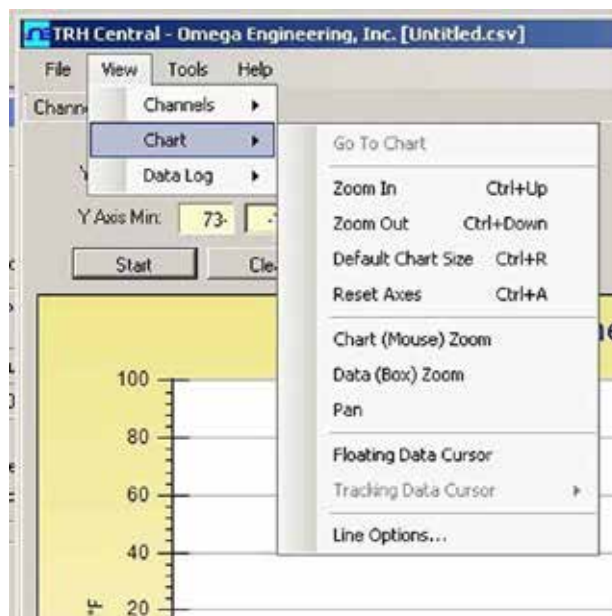 TRH Central - Omega Engineering, Inc. [Untitled.csv]
File View Tools Help
Channels
Chart
Data Log
Go To Chart
Zoom In Ctrl+Up
Zoom Out Ctrl+Down
Default Chart Size Ctrl+R
Reset Axes Ctrl+A
Chart (Mouse) Zoom
Data (Box) Zoom
Pan
Floating Data Cursor
Tracking Data Cursor
Line Options...
Y Axis Min: 73
Start
100
80
60
40
20
°F